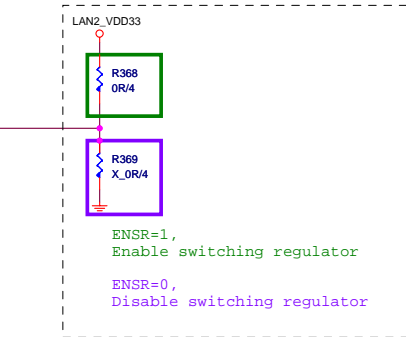 LAN2_VDD33
R368
0R/4
R369
X_0R/4
ENSR=1,
Enable switching regulator
ENSR=0,
Disable switching regulator